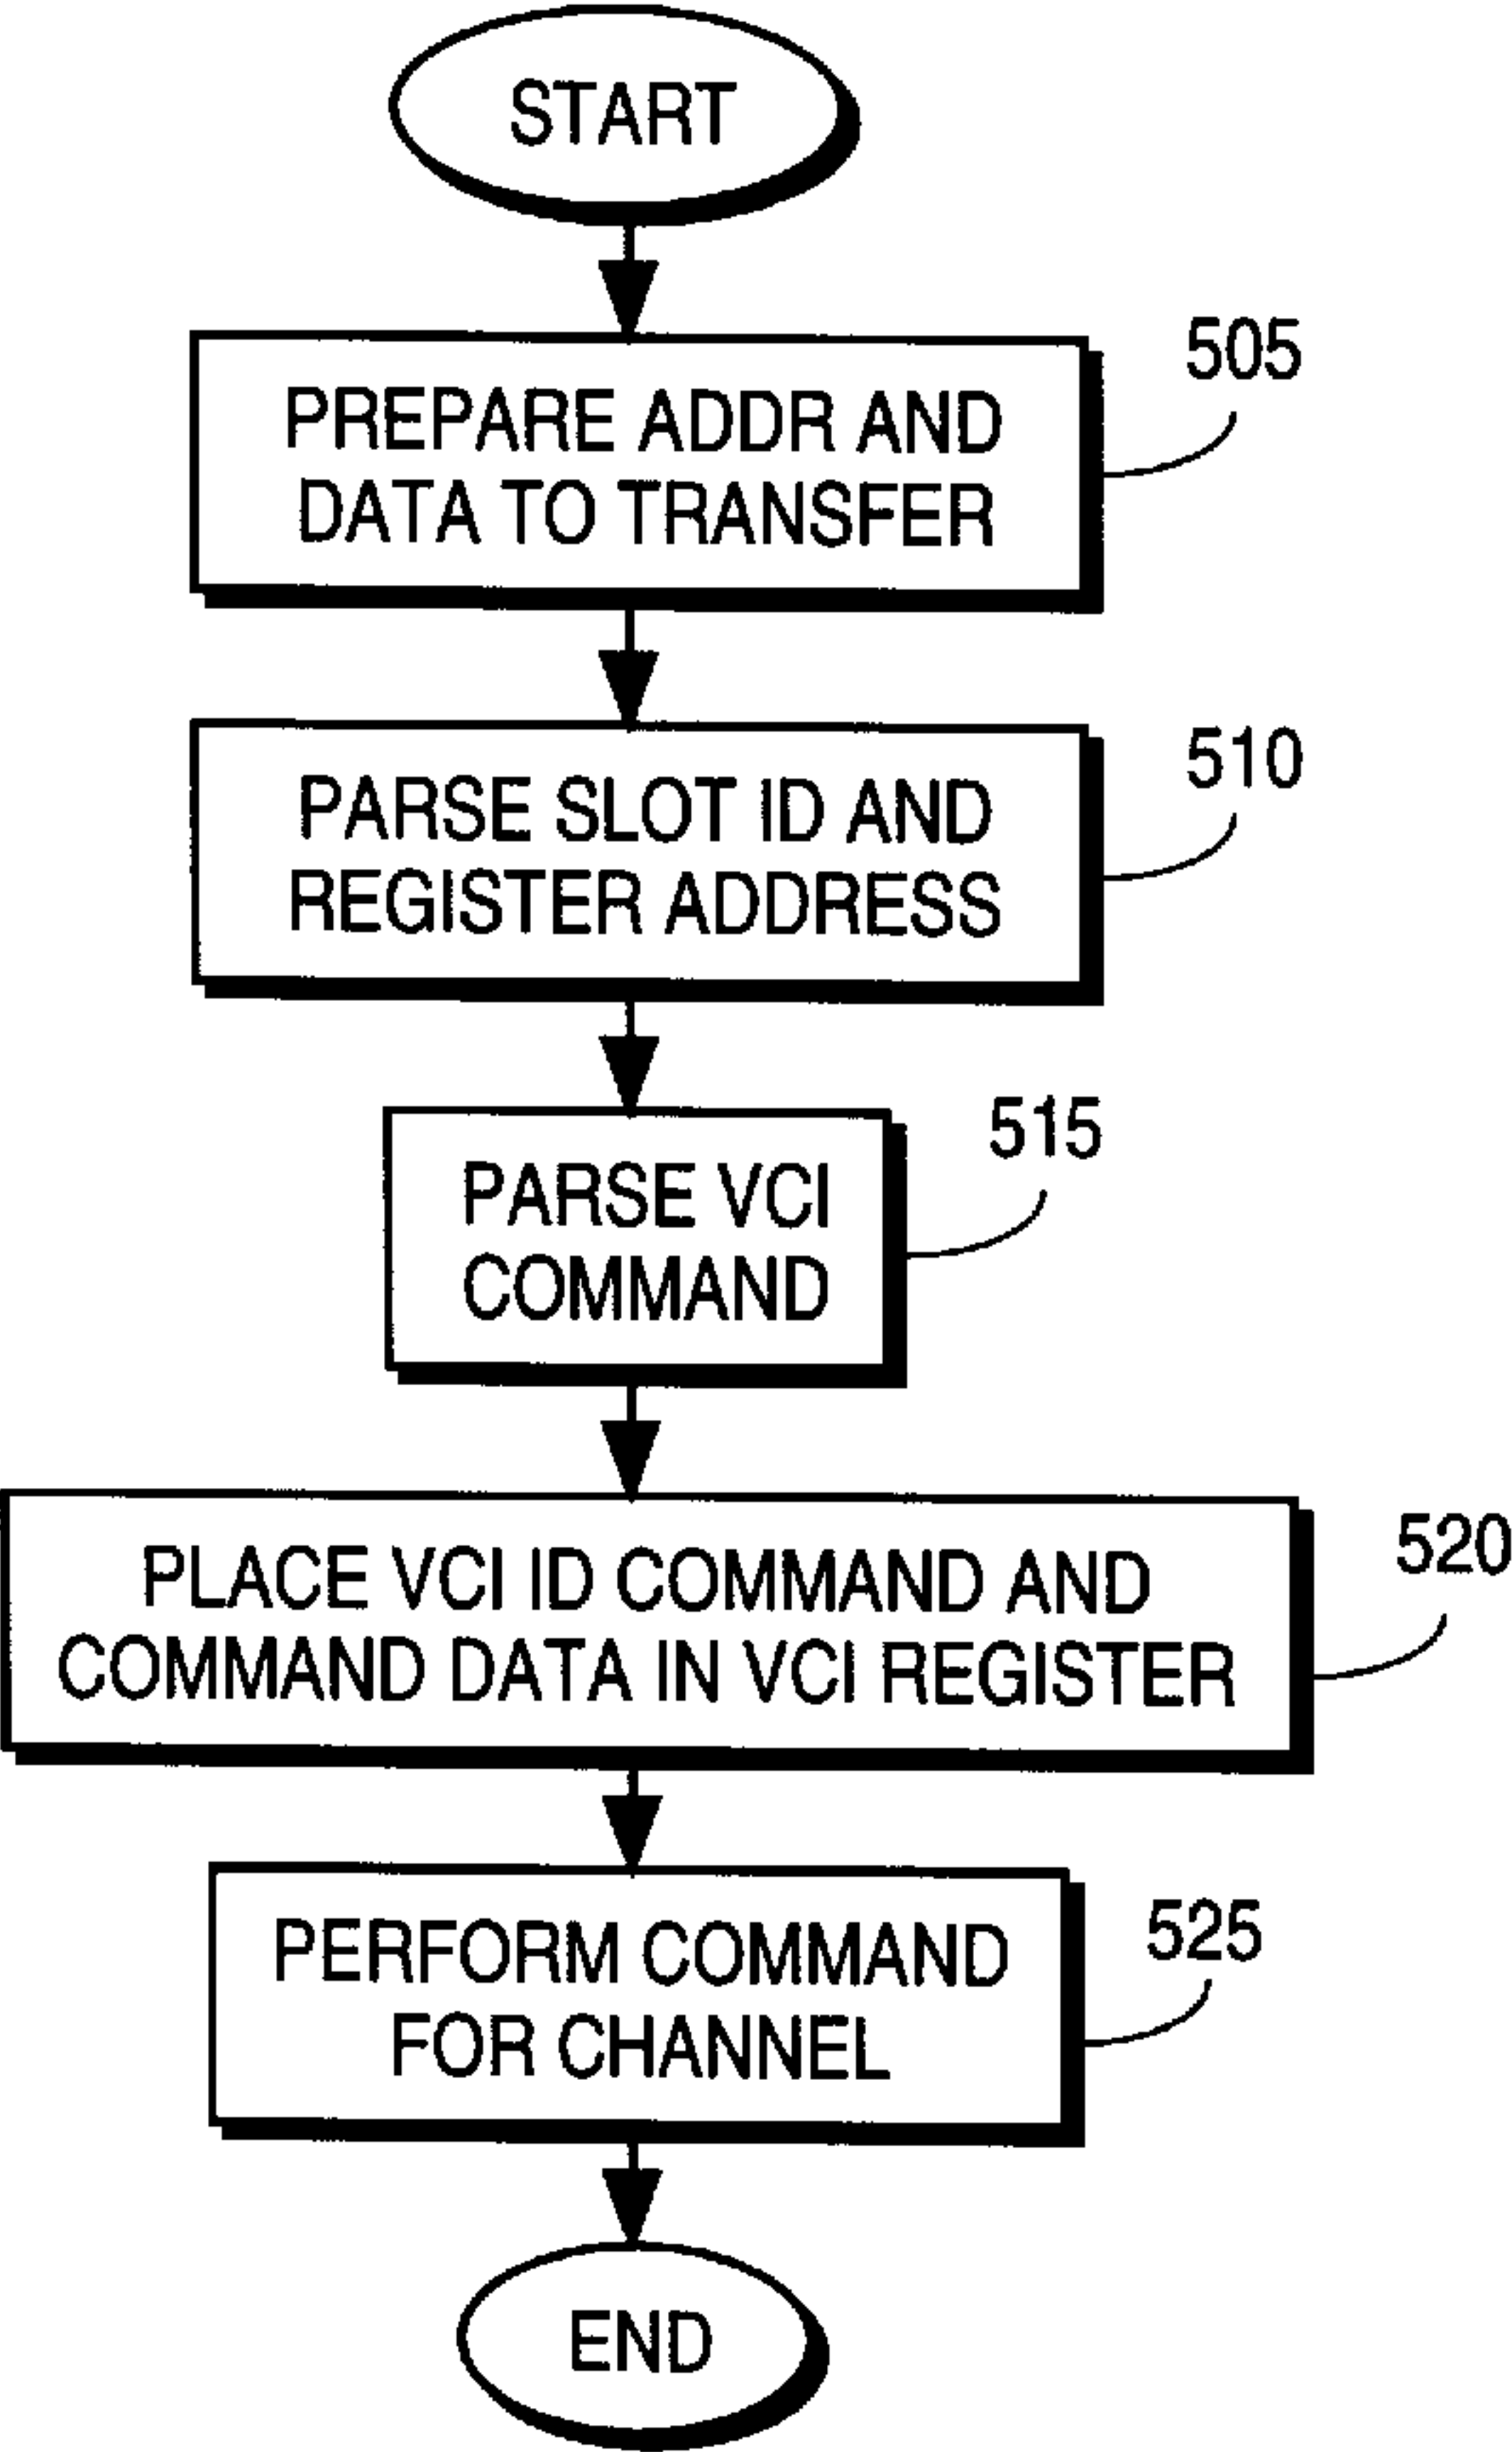 START
505
PREPARE ADDR AND
DATA TO TRANSFER
510
PARSE SLOT ID AND
REGISTER ADDRESS
515
PARSE VCI
COMMAND
520
PLACE VCI ID COMMAND AND
COMMAND DATA IN VCI REGISTER
525
PERFORM COMMAND
FOR CHANNEL
END